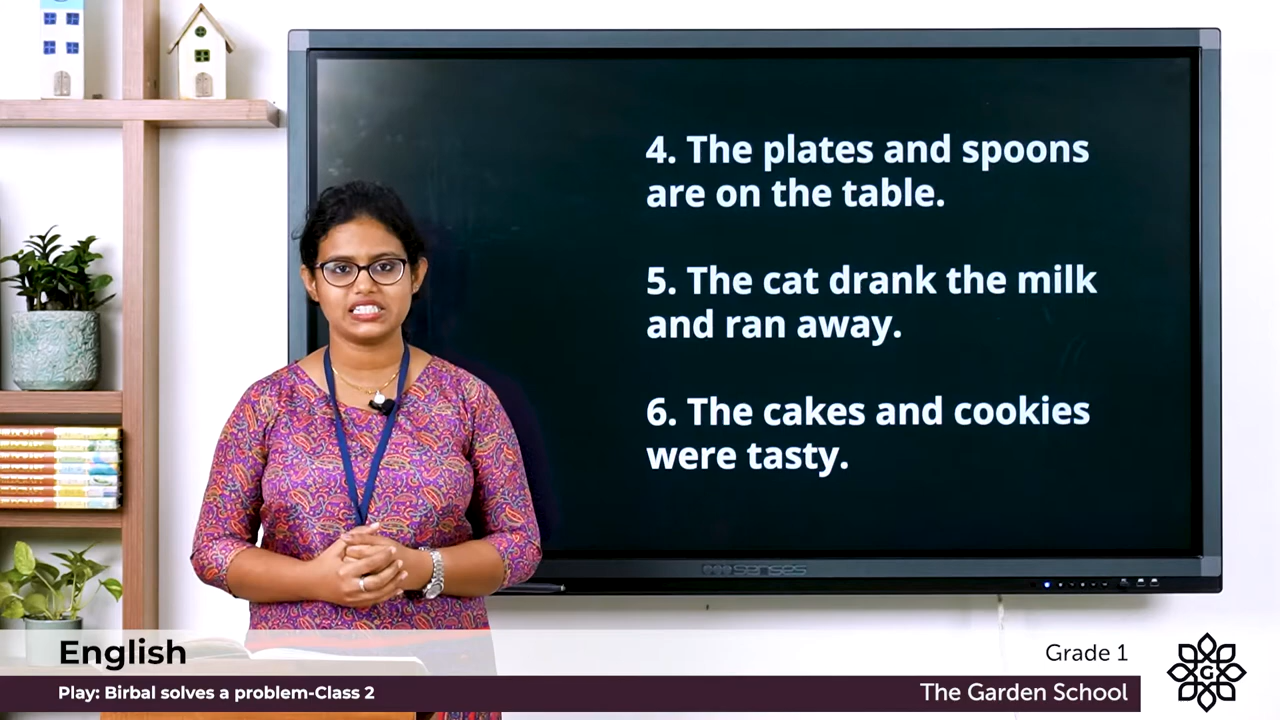 4. The plates and spoons
are on the table.
5. The cat drank the milk
and ran away.
6. The cakes and cookies
were tasty.
senses
English
Grade 1
Play: Birbal solves a problem-Class 2
The Garden School
G